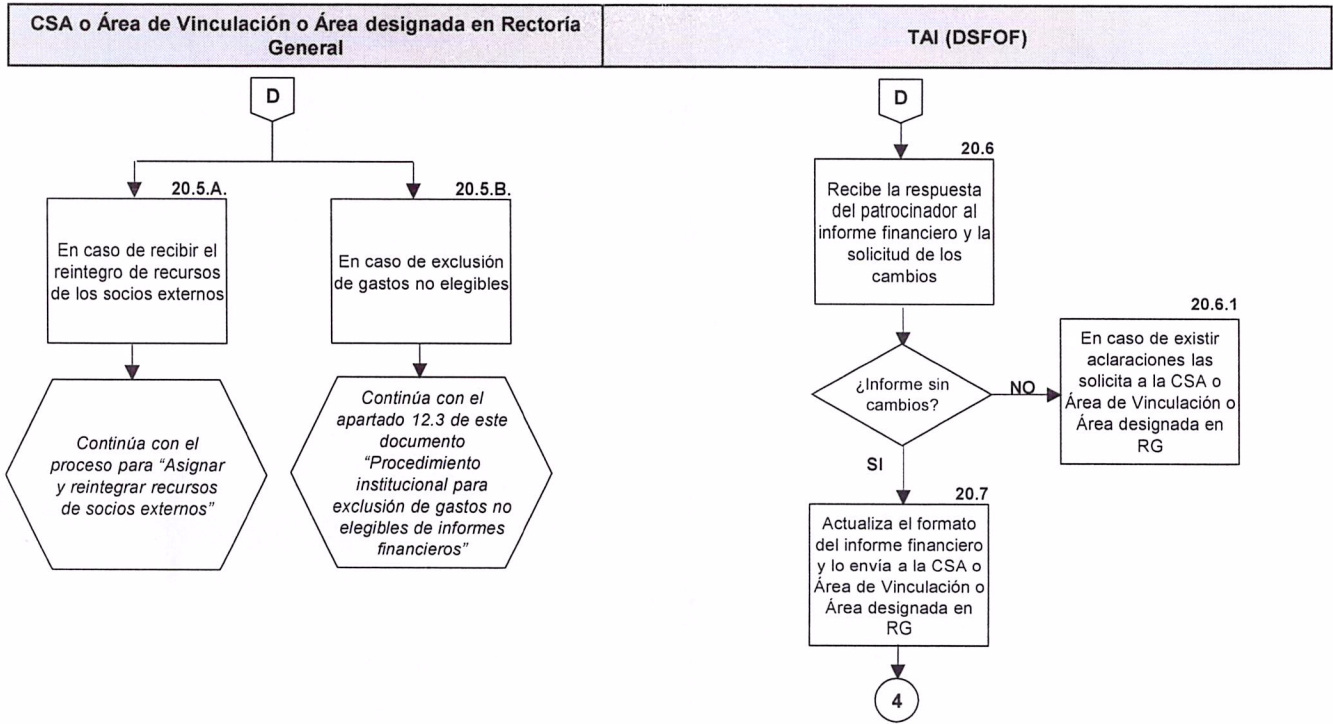 CSA o Área de Vinculación o Área designada en Rectoría
General
TAI (DSFOF)
D
20.5.A.
En caso de recibir el
reintegro de recursos
de los socios externos
20.5.B.
En caso de exclusión
de gastos no elegibles
Continúa con el
proceso para “Asignar
y reintegrar recursos
de socios externos”
Continúa con el
apartado 12.3 de este
documento
“Procedimiento
institucional para
exclusión de gastos no
elegibles de informes
financieros”
D
20.6
Recibe la respuesta
del patrocinador al
informe financiero y la
solicitud de los
cambios
¿Informe sin
cambios?
NO
20.6.1
En caso de existir
aclaraciones las
solicita a la CSA o
Área de Vinculación o
Área designada en
RG
SI
20.7
Actualiza el formato
del informe financiero
y lo envía a la CSA o
Área de Vinculación o
Área designada en
RG
4